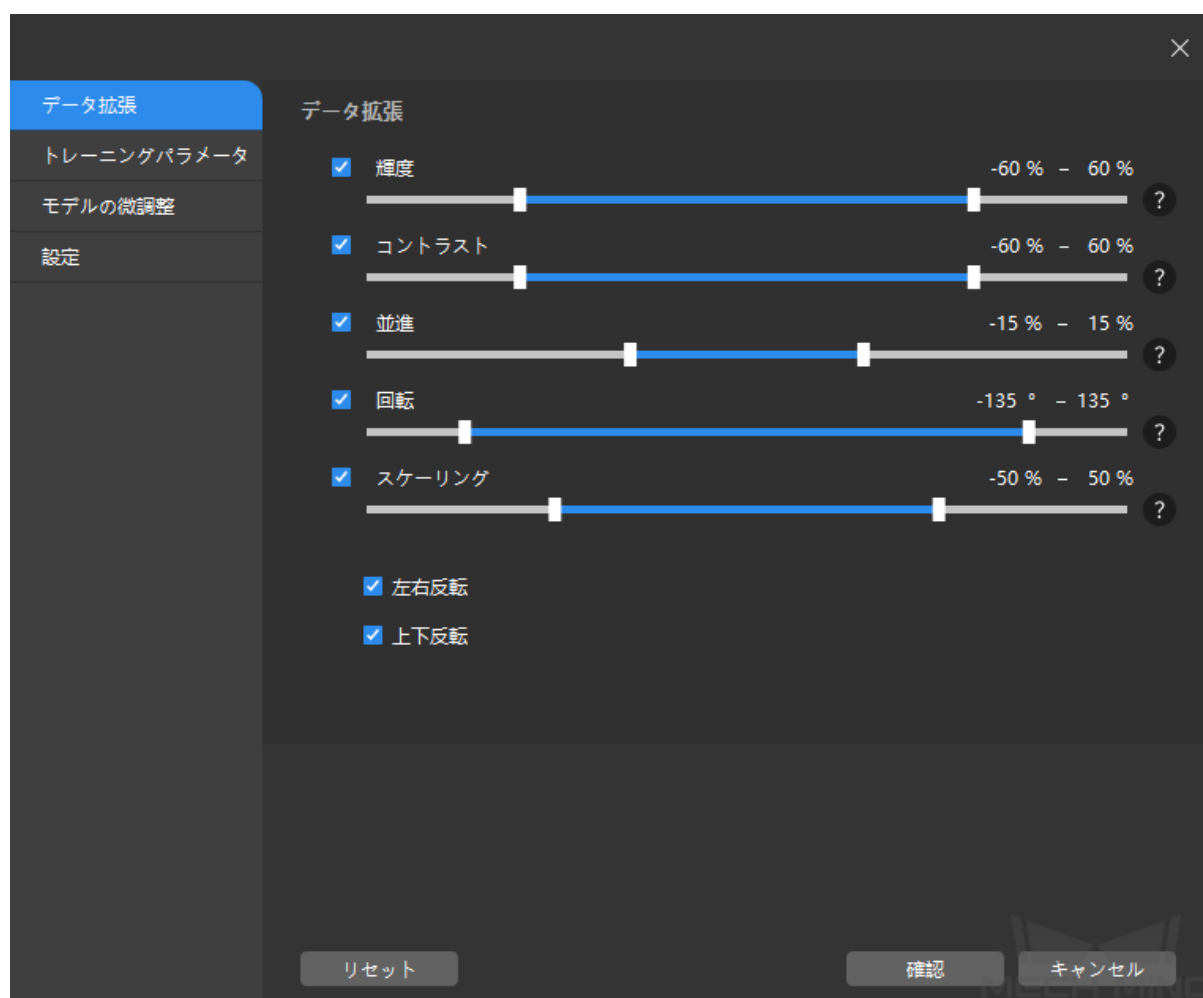 データ拡張
トレーニングパラメータ
モデルの微調整
設定
データ拡張
輝度 -60 % – 60 %
?
コントラスト -60 % – 60 %
?
並進 -15 % – 15 %
?
回転 -135 ° – 135 °
?
スケーリング -50 % – 50 %
?
左右反転
上下反転
リセット 確認 キャンセル
MECH MIND